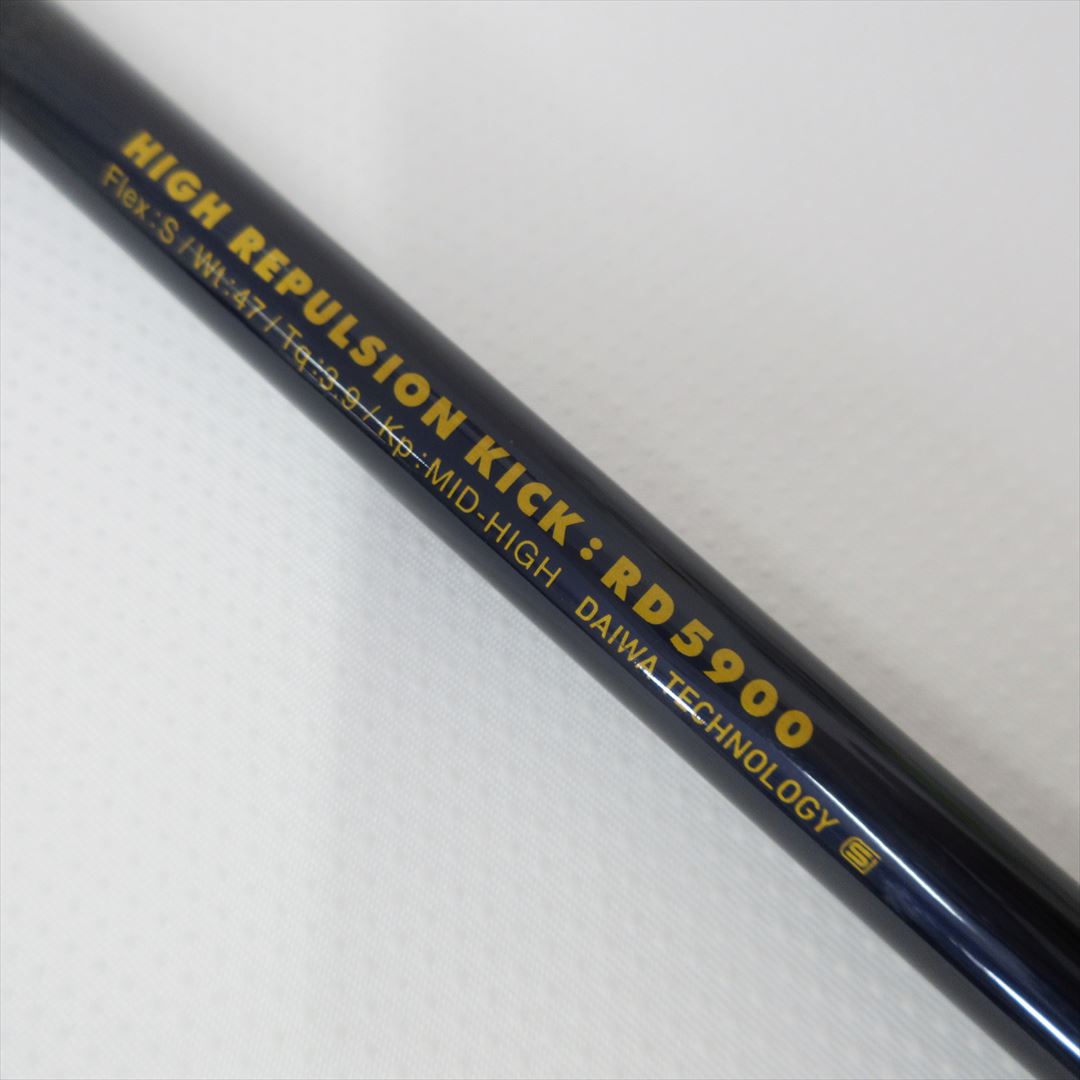 HIGH REPULSION KICK: RD5900
Flex:S / Wt:47 / Tq:3.9 / Kp:MID-HIGH DAIWA TECHNOLOGY S